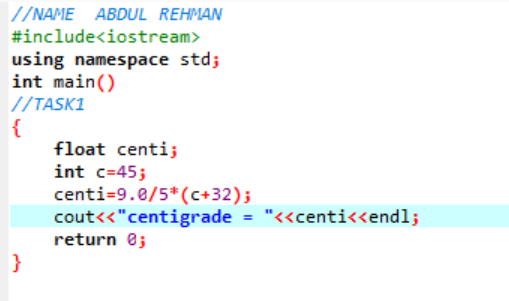 //NAME  ABDUL REHMAN
#include<iostream>
using namespace std;
int main()
//TASK1
{
    float centi;
    int c=45;
    centi=9.0/5*(c+32);
    cout<<"centigrade = "<<centi<<endl;
    return 0;
}